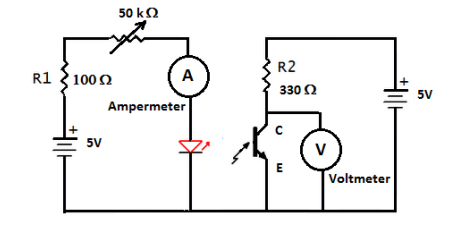 50 kΩ
R1 100 Ω
A
Ampermeter
+
5V
R2
330 Ω
C
E
V
Voltmeter
+
5V